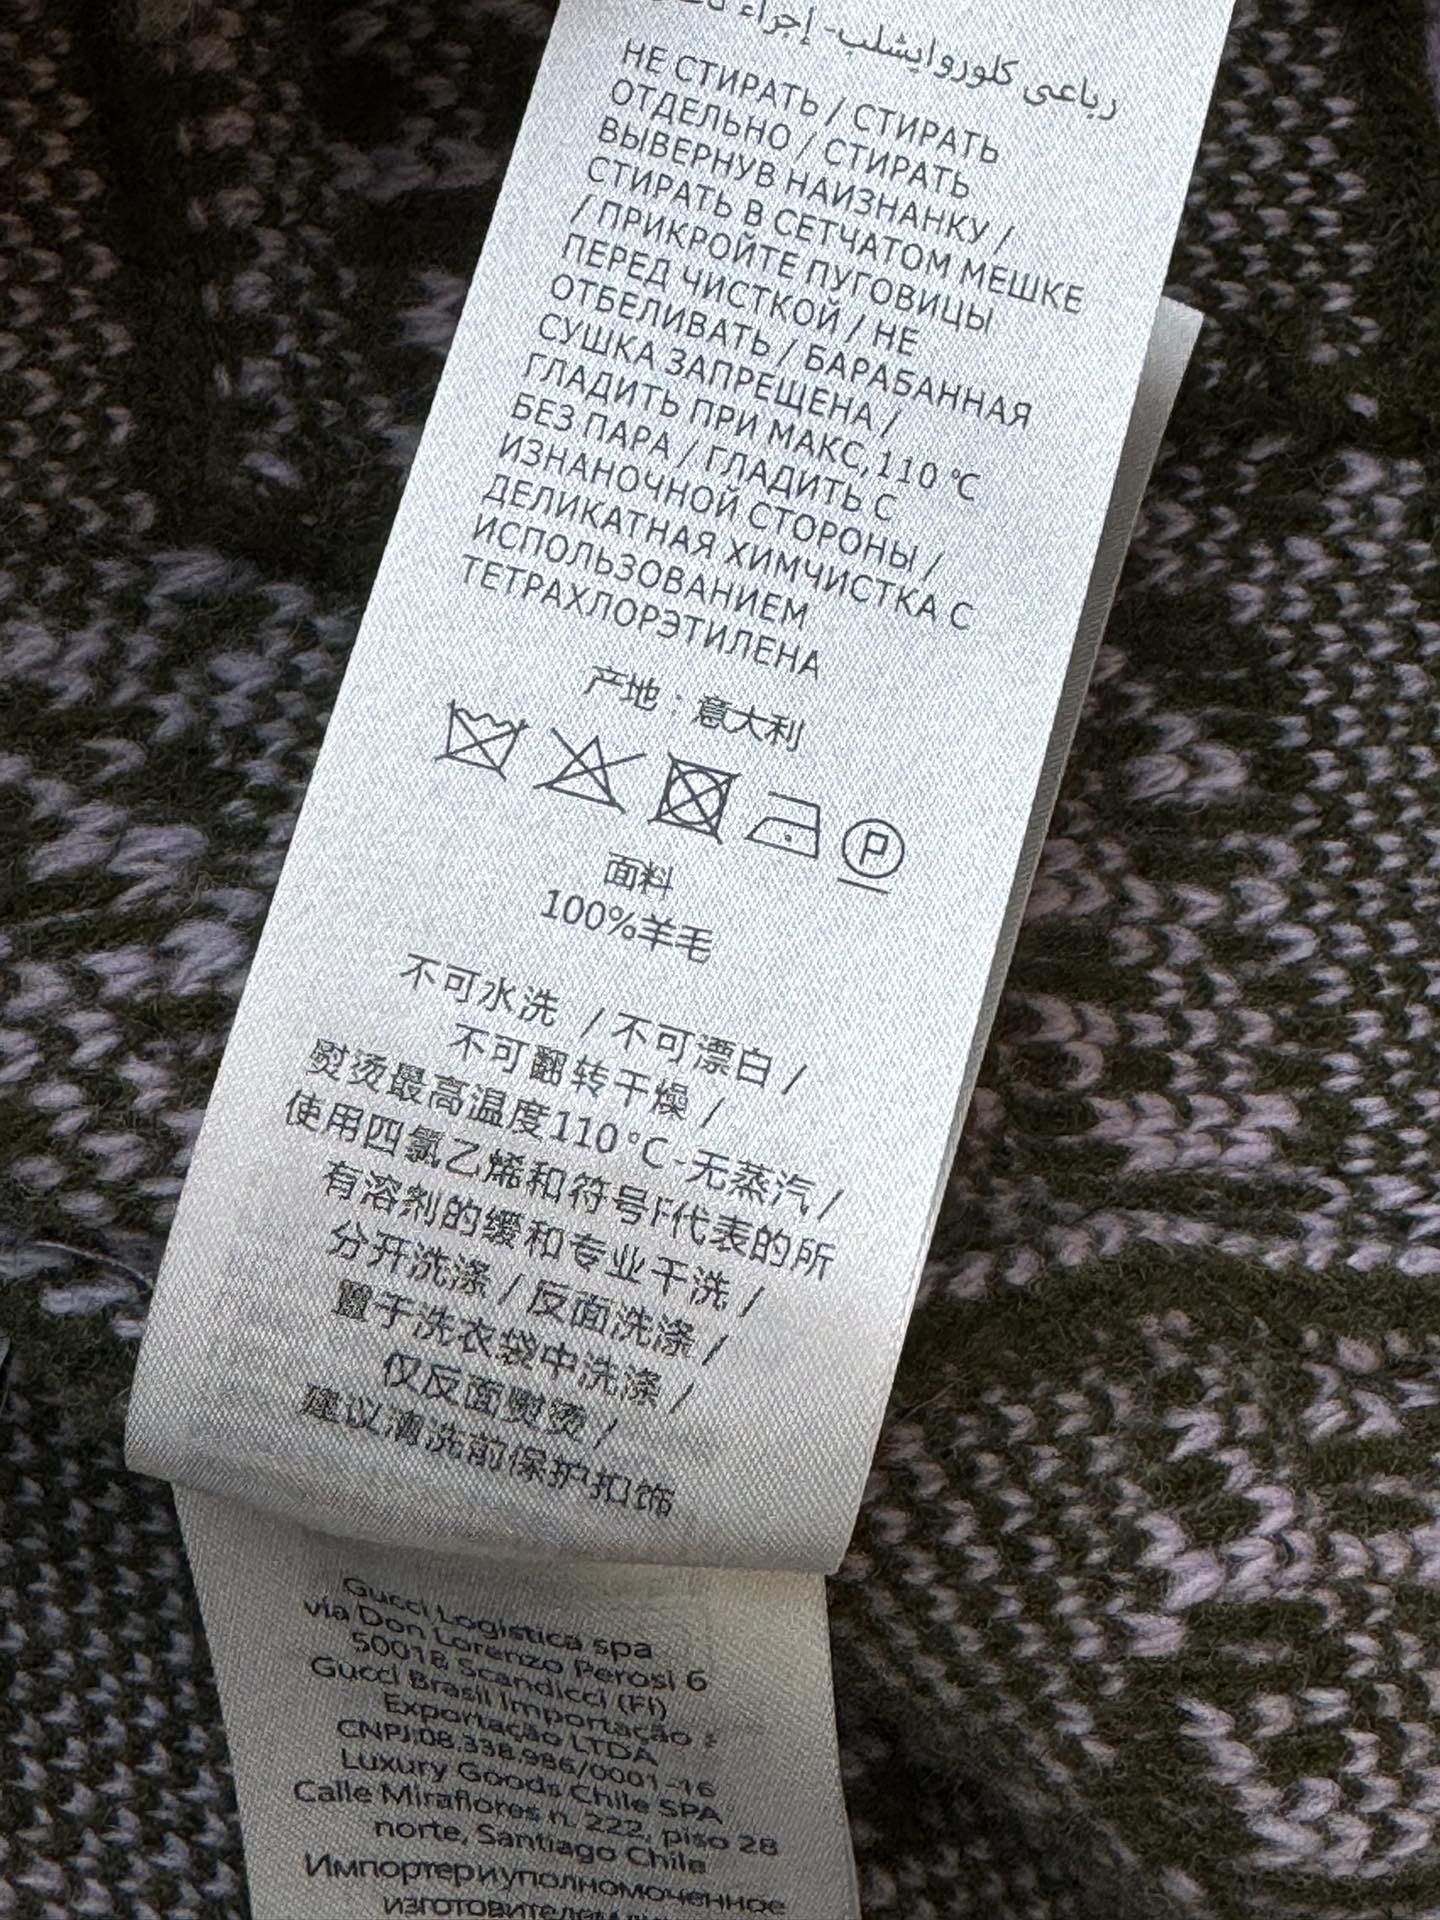 رباعي كلوروايشلب- إجراء
НЕ СТИРАТЬ / СТИРАТЬ
ОТДЕЛЬНО / СТИРАТЬ
ВЫВЕРНУВ НАИЗНАНКУ /
СТИРАТЬ В СЕТЧАТОМ МЕШКЕ
/ ПРИКРОЙТЕ ПУГОВИЦЫ
ПЕРЕД ЧИСТКОЙ / НЕ
ОТБЕЛИВАТЬ / БАРАБАННАЯ
СУШКА ЗАПРЕЩЕНА /
ГЛАДИТЬ ПРИ МАКС,110 °C
БЕЗ ПАРА / ГЛАДИТЬ С
ИЗНАНОЧНОЙ СТОРОНЫ /
ДЕЛИКАТНАЯ ХИМЧИСТКА С
ИСПОЛЬЗОВАНИЕМ
ТЕТРАХЛОРЭТИЛЕНА
产地：意大利
P
面料
100%羊毛
不可水洗 / 不可漂白 /
不可翻转干燥 /
熨烫最高温度110°C-无蒸汽 /
使用四氯乙烯和符号F代表的所
有溶剂的缓和专业干洗 /
分开洗涤 / 反面洗涤 /
置于洗衣袋中洗涤 /
仅反面熨烫 /
建议清洗前保护扣饰
Gucci Logistica spa
via Don Lorenzo Perosi 6
50018 Scandicci (FI)
Gucci Brasil Importação e
Exportação LTDA
CNPJ:08.338.986/0001-16
Luxury Goods Chile SPA
Calle Miraflores n. 222, piso 28
norte, Santiago Chile
Импортер и уполномоченное
изготовителем